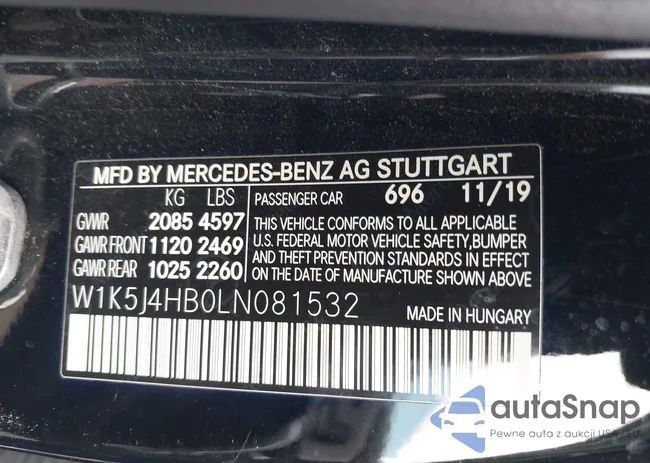 MFD BY MERCEDES-BENZ AG STUTTGART
KG LBS PASSENGER CAR 696 11/19
GVWR 2085 4597
GAWR FRONT 1120 2469
GAWR REAR 1025 2260
THIS VEHICLE CONFORMS TO ALL APPLICABLE
U.S. FEDERAL MOTOR VEHICLE SAFETY,BUMPER
AND THEFT PREVENTION STANDARDS IN EFFECT
ON THE DATE OF MANUFACTURE SHOWN ABOVE
W1K5J4HB0LN081532 MADE IN HUNGARY
autaSnap
Pewne auta z aukcji USA i EU